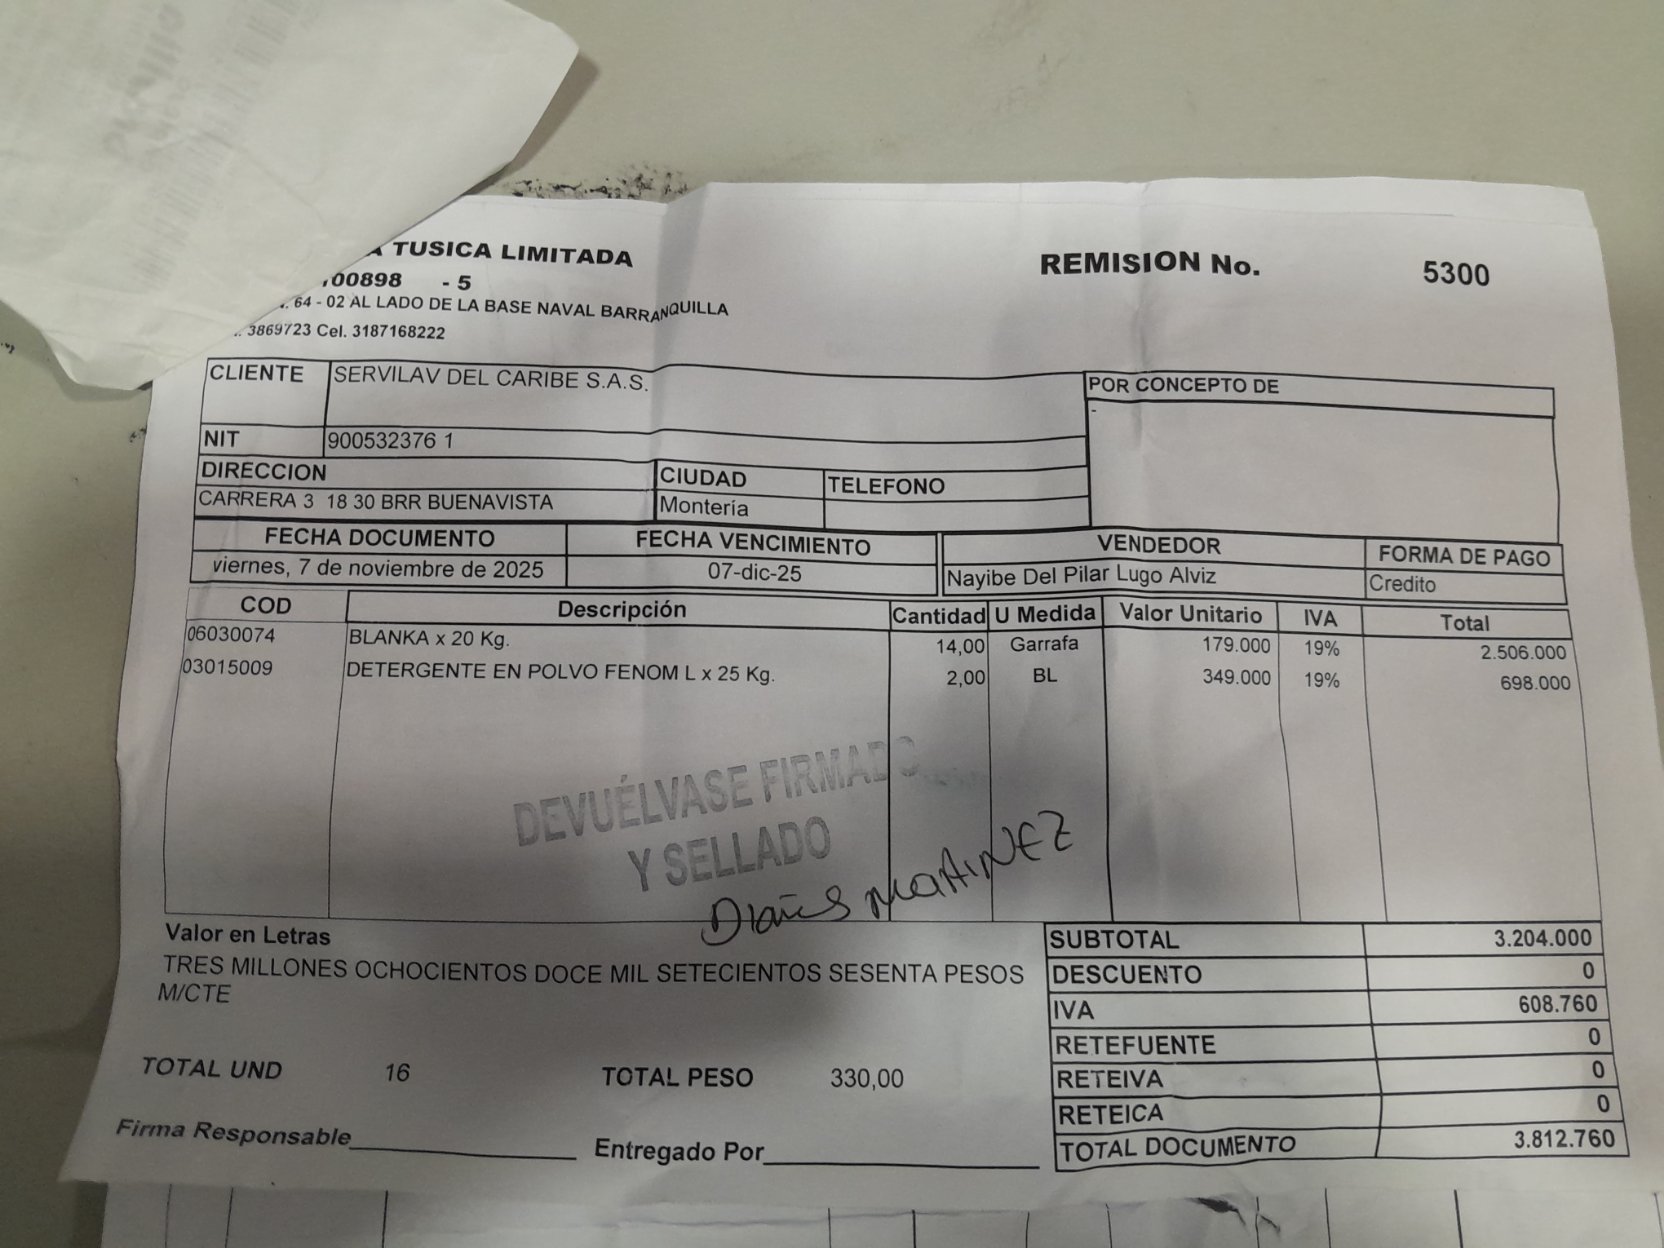 TUSICA LIMITADA
REMISION No. 5300
00898 - 5
64 - 02 AL LADO DE LA BASE NAVAL BARRANQUILLA
3869723 Cel. 3187168222
CLIENTE SERVILAV DEL CARIBE S.A.S.
POR CONCEPTO DE
-
NIT 900532376 1
DIRECCION CIUDAD TELEFONO
CARRERA 3 18 30 BRR BUENAVISTA Montería
FECHA DOCUMENTO FECHA VENCIMIENTO VENDEDOR FORMA DE PAGO
viernes, 7 de noviembre de 2025 07-dic-25 Nayibe Del Pilar Lugo Alviz Credito
COD Descripción Cantidad U Medida Valor Unitario IVA Total
06030074 BLANKA x 20 Kg. 14,00 Garrafa 179.000 19% 2.506.000
03015009 DETERGENTE EN POLVO FENOM L x 25 Kg. 2,00 BL 349.000 19% 698.000
DEVUÉLVASE FIRMADO
Y SELLADO
MARTINEZ
Valor en Letras
TRES MILLONES OCHOCIENTOS DOCE MIL SETECIENTOS SESENTA PESOS
M/CTE
SUBTOTAL 3.204.000
DESCUENTO 0
IVA 608.760
RETEFUENTE 0
RETEIVA 0
RETEICA 0
TOTAL DOCUMENTO 3.812.760
TOTAL UND 16 TOTAL PESO 330,00
Firma Responsable
Entregado Por